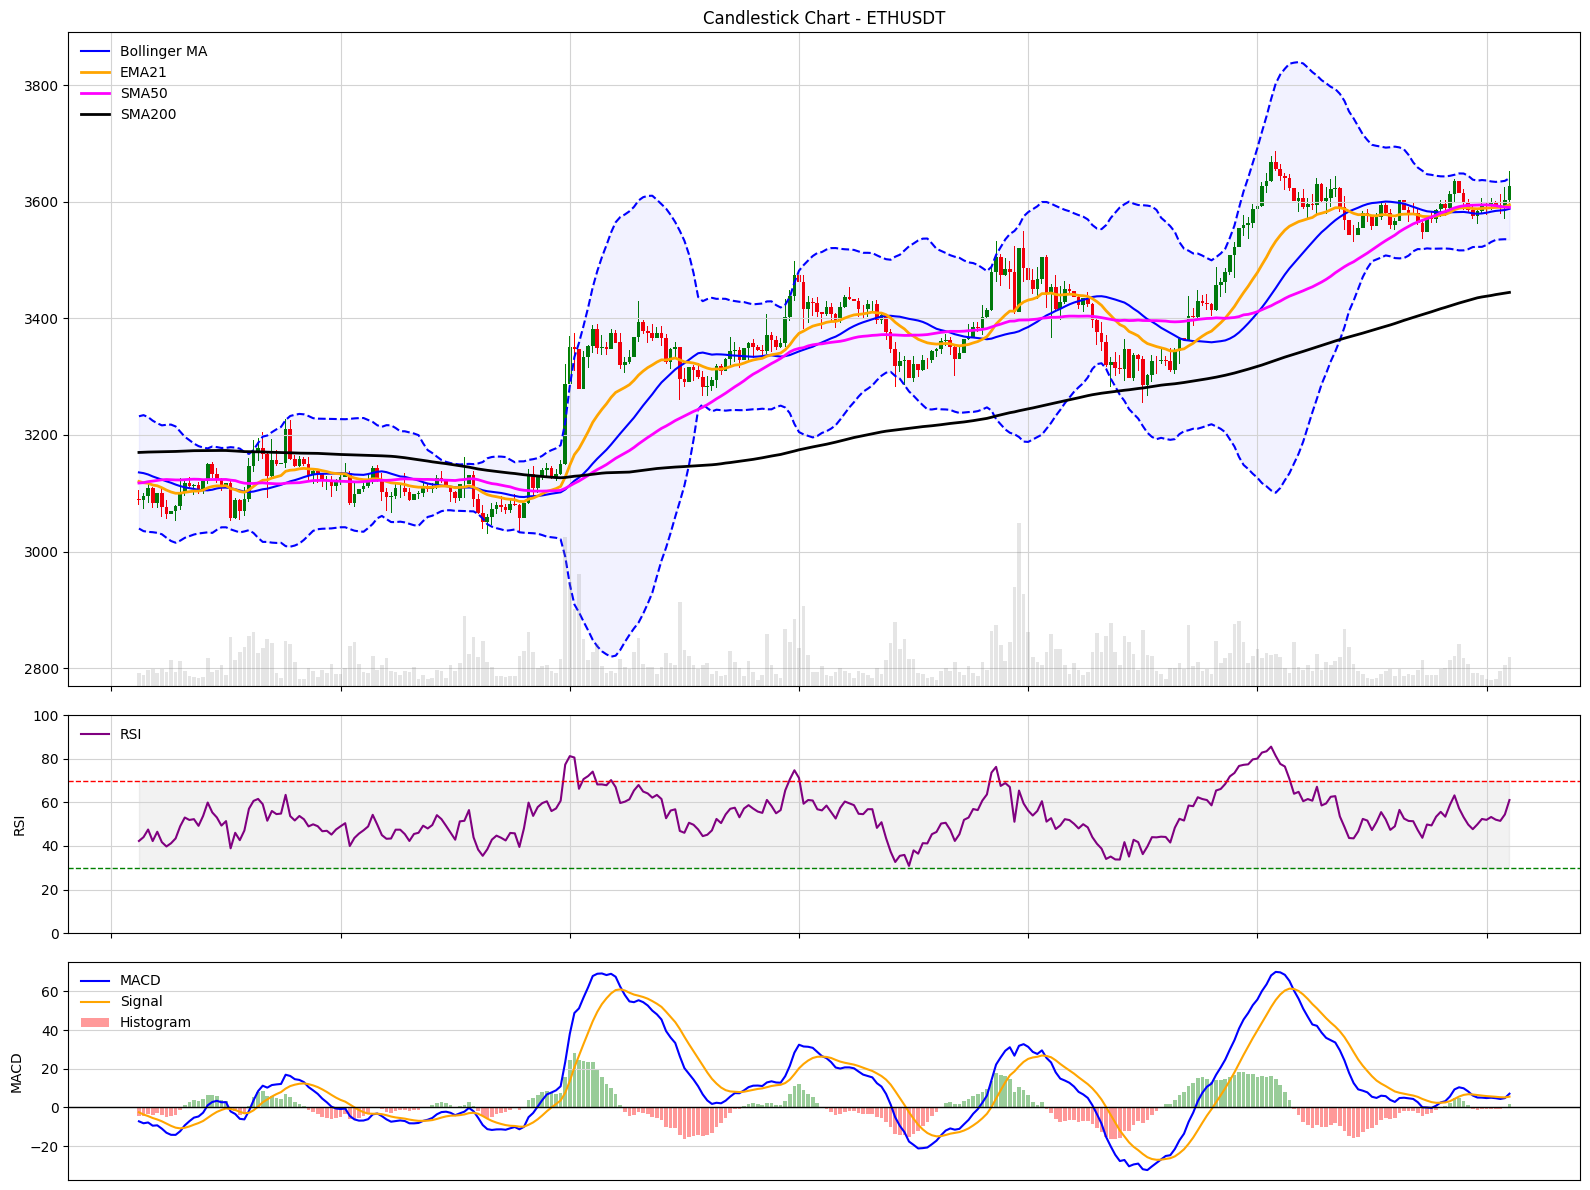 Candlestick Chart - ETHUSDT
Bollinger MA
EMA21
SMA50
SMA200
3800
3600
3400
3200
3000
2800
RSI
100
80
60
40
20
0
RSI
MACD
Signal
Histogram
60
40
20
0
−20
MACD